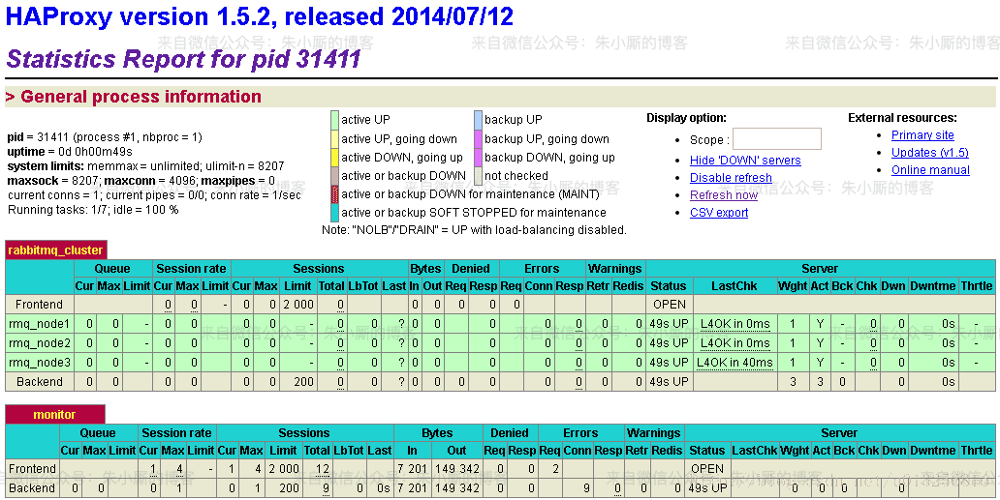 HAProxy version 1.5.2, released 2014/07/12
Statistics Report for pid 31411
> General process information
pid = 31411 (process #1, nbproc = 1)
uptime = 0d 0h00m49s
system limits: memmax = unlimited; ulimit-n = 8207
maxsock = 8207; maxconn = 4096; maxpipes = 0
current conns = 1; current pipes = 0/0; conn rate = 1/sec
Running tasks: 1/7; idle = 100 %
active UP backup UP
active UP, going down backup UP, going down
active DOWN, going up backup DOWN, going up
active or backup DOWN not checked
active or backup DOWN for maintenance (MAINT)
active or backup SOFT STOPPED for maintenance
Note: "NOLB"/"DRAIN" = UP with load-balancing disabled.
Display option:
Scope :
Hide 'DOWN' servers
Disable refresh
Refresh now
CSV export
External resources:
Primary site
Updates (v1.5)
Online manual
rabbitmq_cluster
Queue Session rate Sessions Bytes Denied Errors Warnings Server
Cur Max Limit Cur Max Limit Cur Max Limit Total LbTot Last In Out Req Resp Req Conn Resp Retr Redis Status LastChk Wght Act Bck Chk Dwn Dwntme Thrtle
Frontend 0 0 - 0 0 2 000 0 0 0 0 0 0 OPEN
rmq_node1 0 0 - 0 0 0 0 - 0 0 ? 0 0 0 0 0 0 0 49s UP L4OK in 0ms 1 Y - 0 0 0s -
rmq_node2 0 0 - 0 0 0 0 - 0 0 ? 0 0 0 0 0 0 0 49s UP L4OK in 0ms 1 Y - 0 0 0s -
rmq_node3 0 0 - 0 0 0 0 - 0 0 ? 0 0 0 0 0 0 0 49s UP L4OK in 40ms 1 Y - 0 0 0s -
Backend 0 0 0 0 0 0 200 0 0 ? 0 0 0 0 0 0 0 0 49s UP 3 3 0 0 0s
monitor
Queue Session rate Sessions Bytes Denied Errors Warnings Server
Cur Max Limit Cur Max Limit Cur Max Limit Total LbTot Last In Out Req Resp Req Conn Resp Retr Redis Status LastChk Wght Act Bck Chk Dwn Dwntme Thrtle
Frontend 1 4 - 1 4 2 000 12 7 201 149 342 0 0 2 OPEN
Backend 0 0 0 1 0 1 200 9 0 0s 7 201 149 342 0 0 9 0 0 0 49s UP 0 0 0 0
来自微信公众号：朱小厮的博客